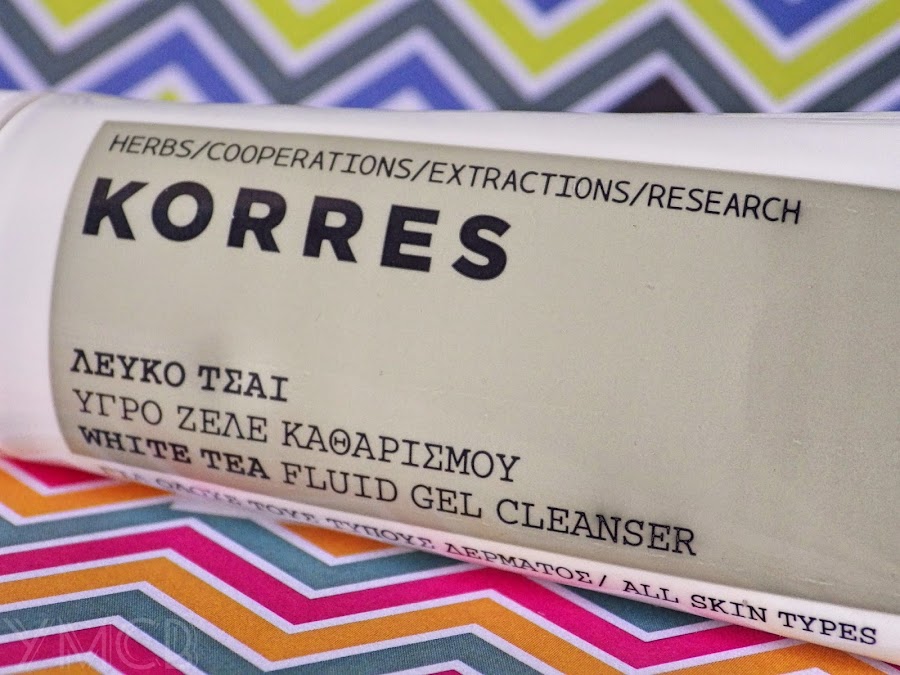 HERBS/COOPERATIONS/EXTRACTIONS/RESEARCH
KORRES
ΛΕΥΚΟ ΤΣΑΙ
ΥΓΡΟ ΖΕΛΕ ΚΑΘΑΡΙΣΜΟΥ
WHITE TEA FLUID GEL CLEANSER
ΓΙΑ ΟΛΟΥΣ ΤΟΥΣ ΤΥΠΟΥΣ ΔΕΡΜΑΤΟΣ/ ALL SKIN TYPES
YMCB